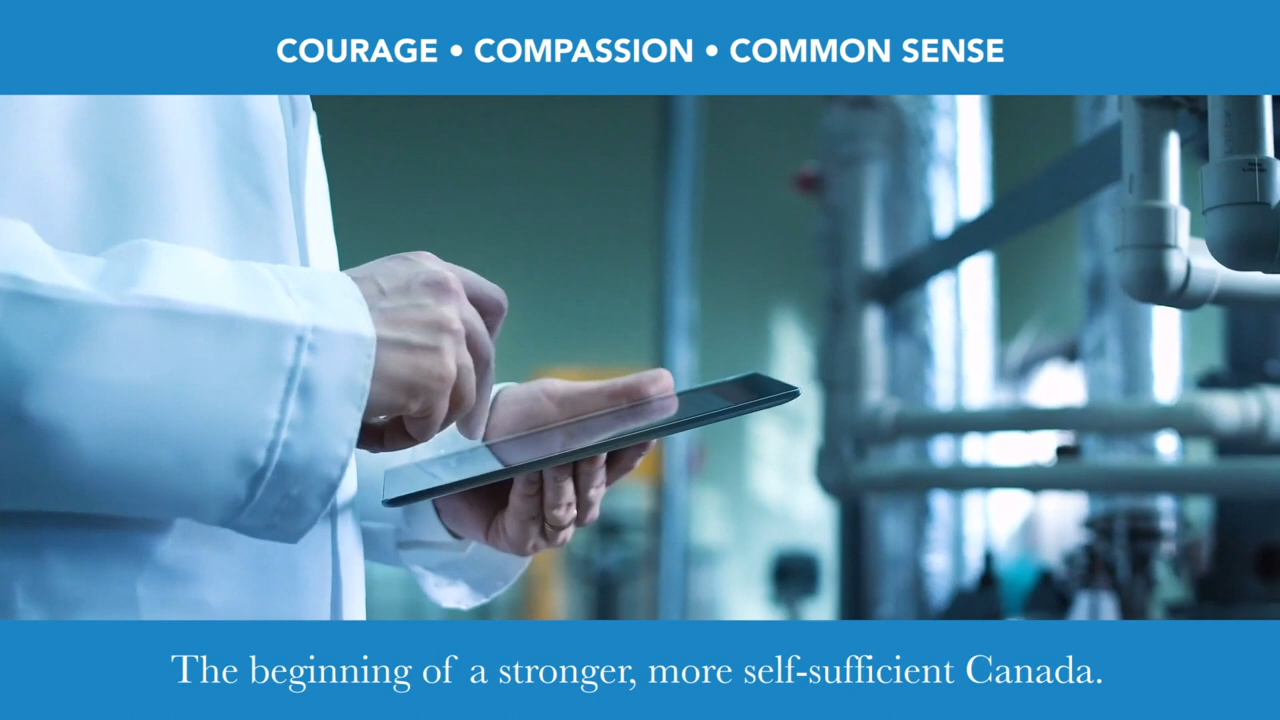 COURAGE • COMPASSION • COMMON SENSE
The beginning of a stronger, more self-sufficient Canada.